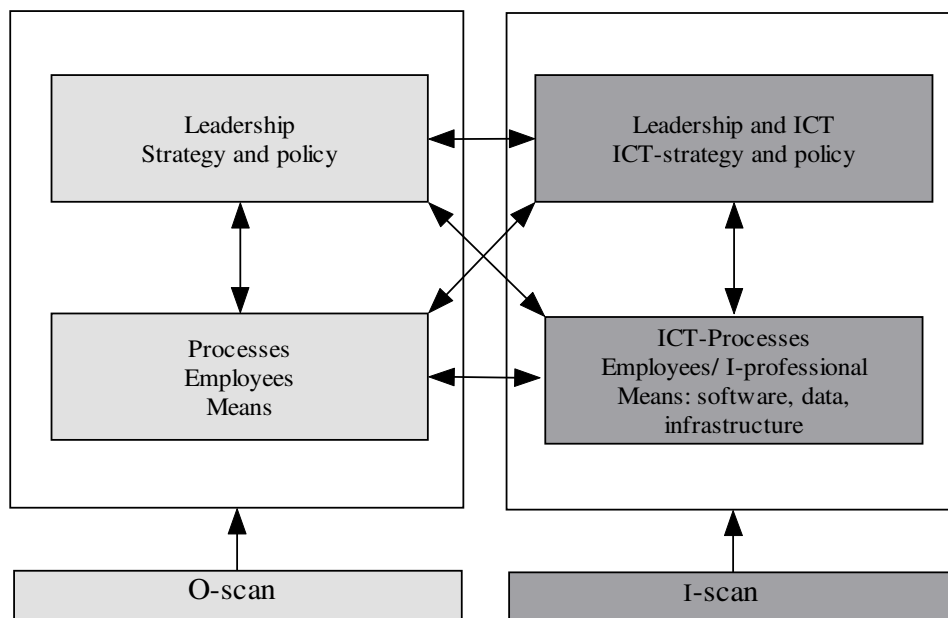 Leadership
Strategy and policy
Leadership and ICT
ICT-strategy and policy
Processes
Employees
Means
ICT-Processes
Employees/ I-professional
Means: software, data,
infrastructure
O-scan
I-scan